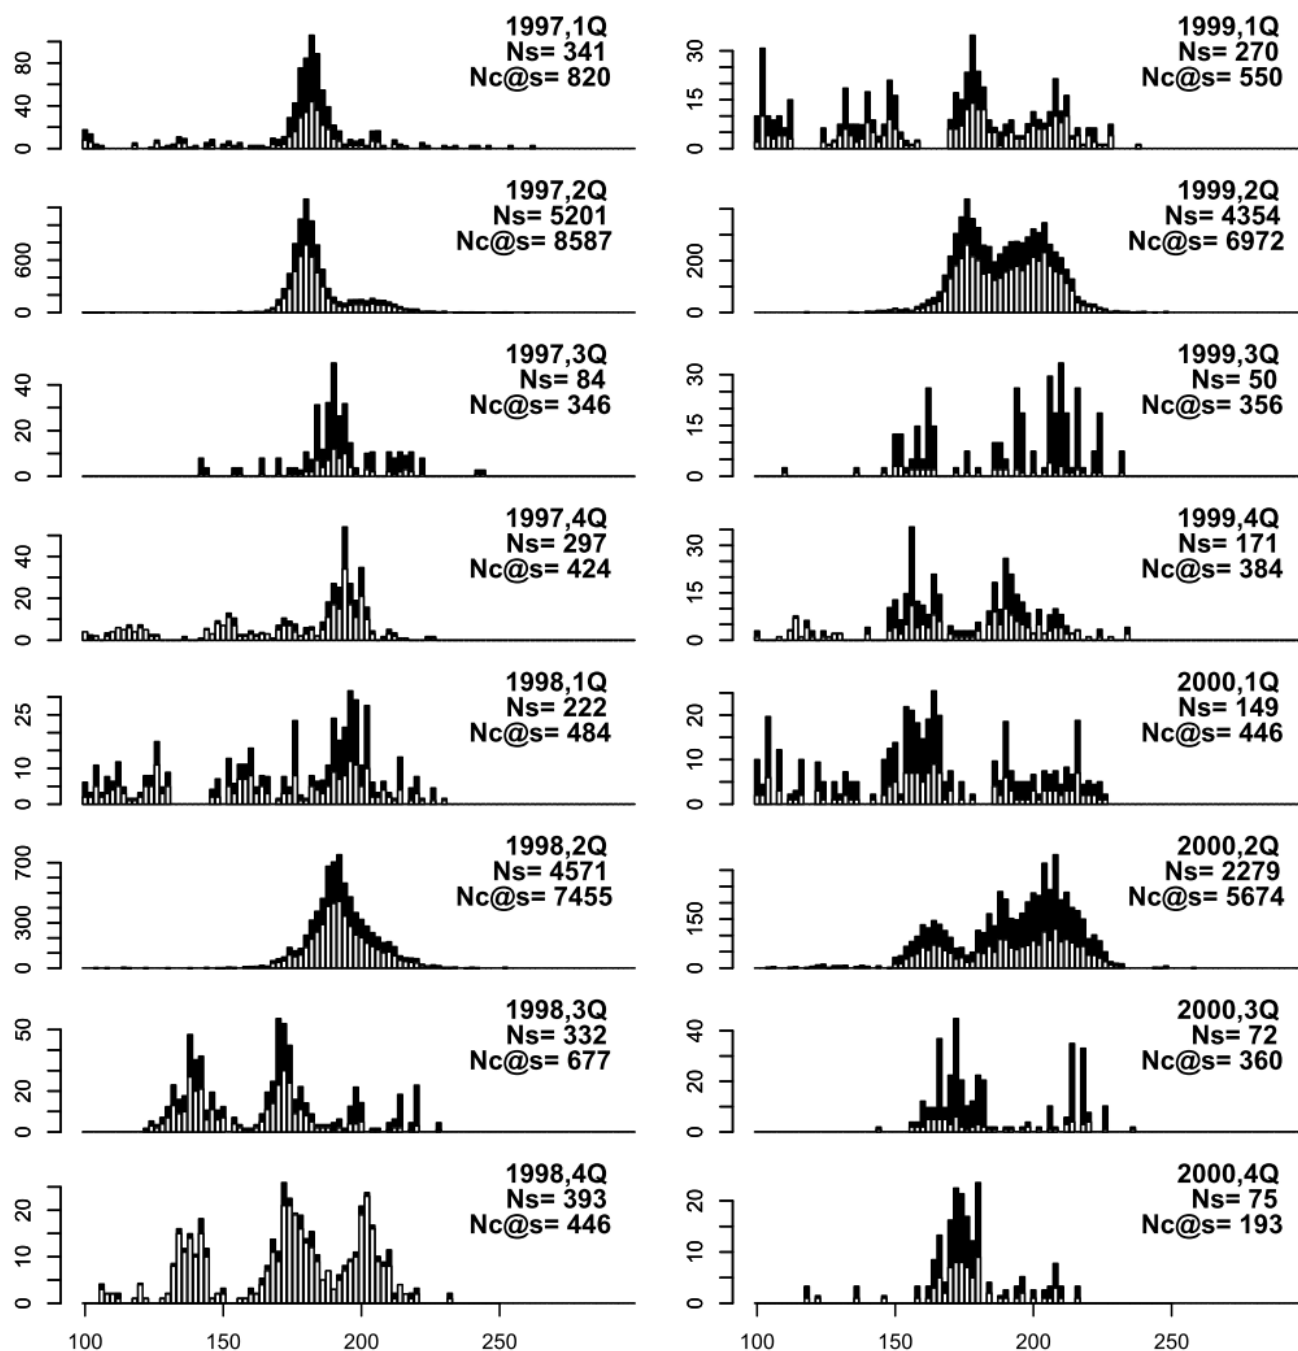 1997,1Q
Ns= 341
Nc@s= 820
0
40
80
1997,2Q
Ns= 5201
Nc@s= 8587
0
600
1997,3Q
Ns= 84
Nc@s= 346
0
20
40
1997,4Q
Ns= 297
Nc@s= 424
0
20
40
1998,1Q
Ns= 222
Nc@s= 484
0
10
25
1998,2Q
Ns= 4571
Nc@s= 7455
0
300
700
1998,3Q
Ns= 332
Nc@s= 677
0
20
50
1998,4Q
Ns= 393
Nc@s= 446
0
10
20
100 150 200 250
1999,1Q
Ns= 270
Nc@s= 550
0
15
30
1999,2Q
Ns= 4354
Nc@s= 6972
0
200
1999,3Q
Ns= 50
Nc@s= 356
0
15
30
1999,4Q
Ns= 171
Nc@s= 384
0
15
30
2000,1Q
Ns= 149
Nc@s= 446
0
10
20
2000,2Q
Ns= 2279
Nc@s= 5674
0
150
2000,3Q
Ns= 72
Nc@s= 360
0
20
40
2000,4Q
Ns= 75
Nc@s= 193
0
10
20
100 150 200 250